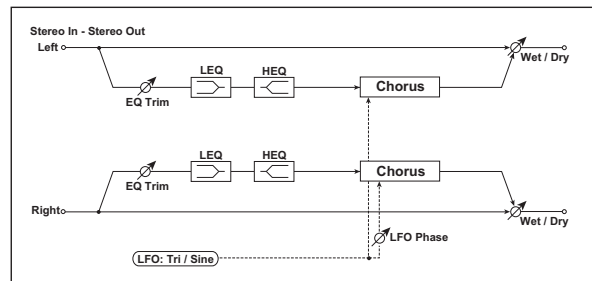 Stereo In - Stereo Out
Left
Wet / Dry
LEQ
HEQ
Chorus
EQ Trim
LEQ
HEQ
Chorus
EQ Trim
Right
Wet / Dry
LFO Phase
LFO: Tri / Sine